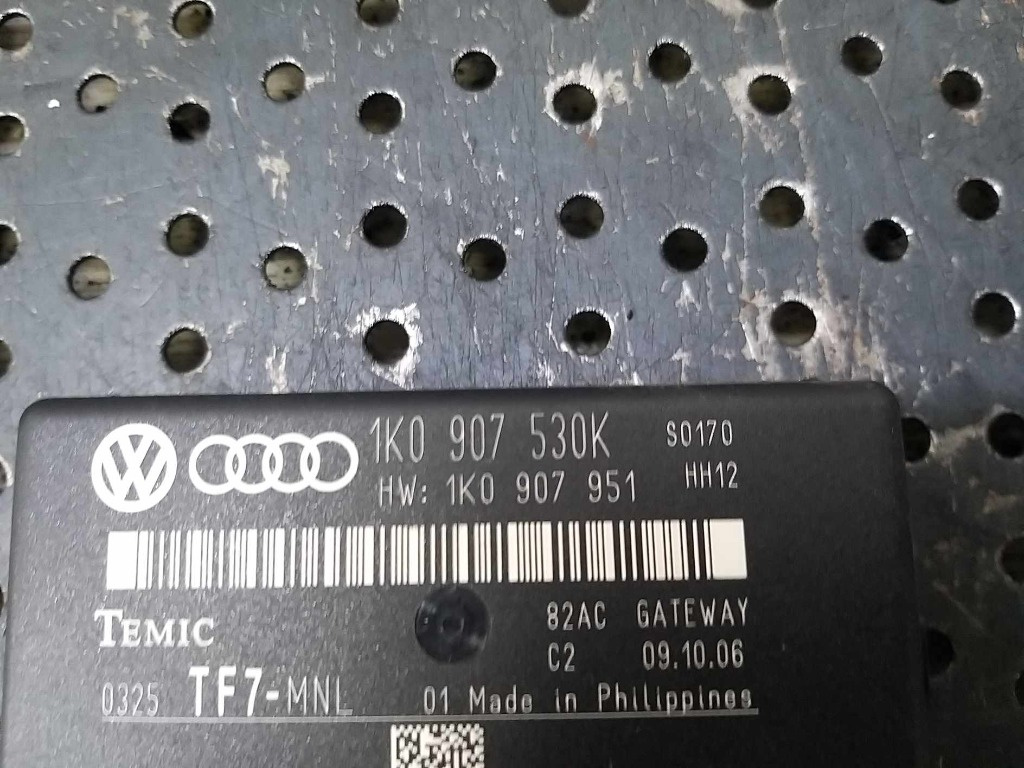 1K0 907 530K S0170
HW: 1K0 907 951 HH12
TEMIC
82AC GATEWAY
C2 09.10.06
0325 TF7-MNL 01 Made in Philippines